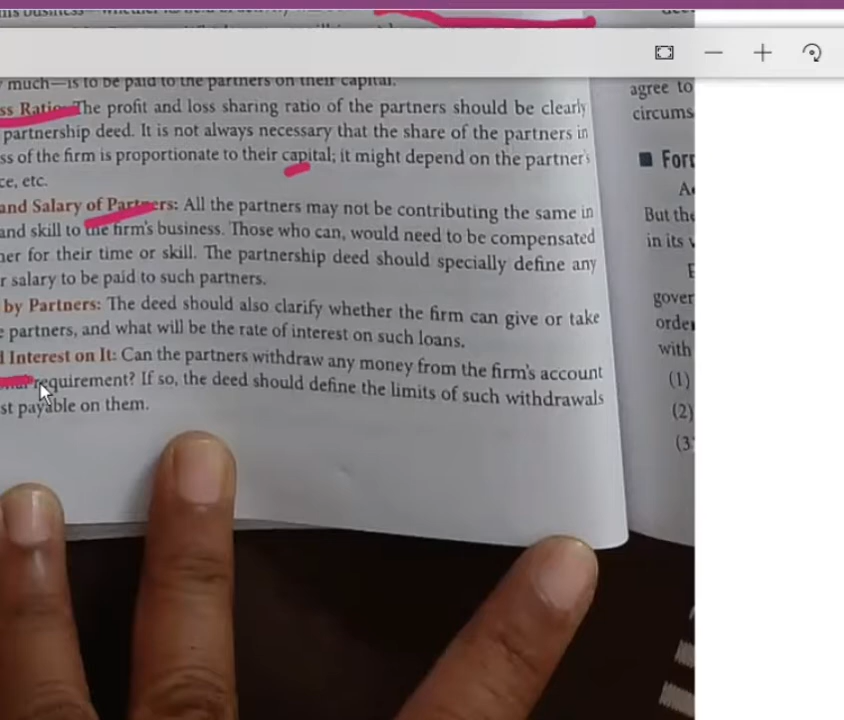 much—is to be paid to the partners on their capital.
ss Ratio: The profit and loss sharing ratio of the partners should be clearly
partnership deed. It is not always necessary that the share of the partners in
ss of the firm is proportionate to their capital; it might depend on the partner's
ce, etc.
and Salary of Partners: All the partners may not be contributing the same in
and skill to the firm's business. Those who can, would need to be compensated
ner for their time or skill. The partnership deed should specially define any
r salary to be paid to such partners.
by Partners: The deed should also clarify whether the firm can give or take
e partners, and what will be the rate of interest on such loans.
d Interest on It: Can the partners withdraw any money from the firm's account
requirement? If so, the deed should define the limits of such withdrawals
st payable on them.
agree to
circums
■ For
A
But the
in its
E
gover
order
with
(1)
(2)
(3